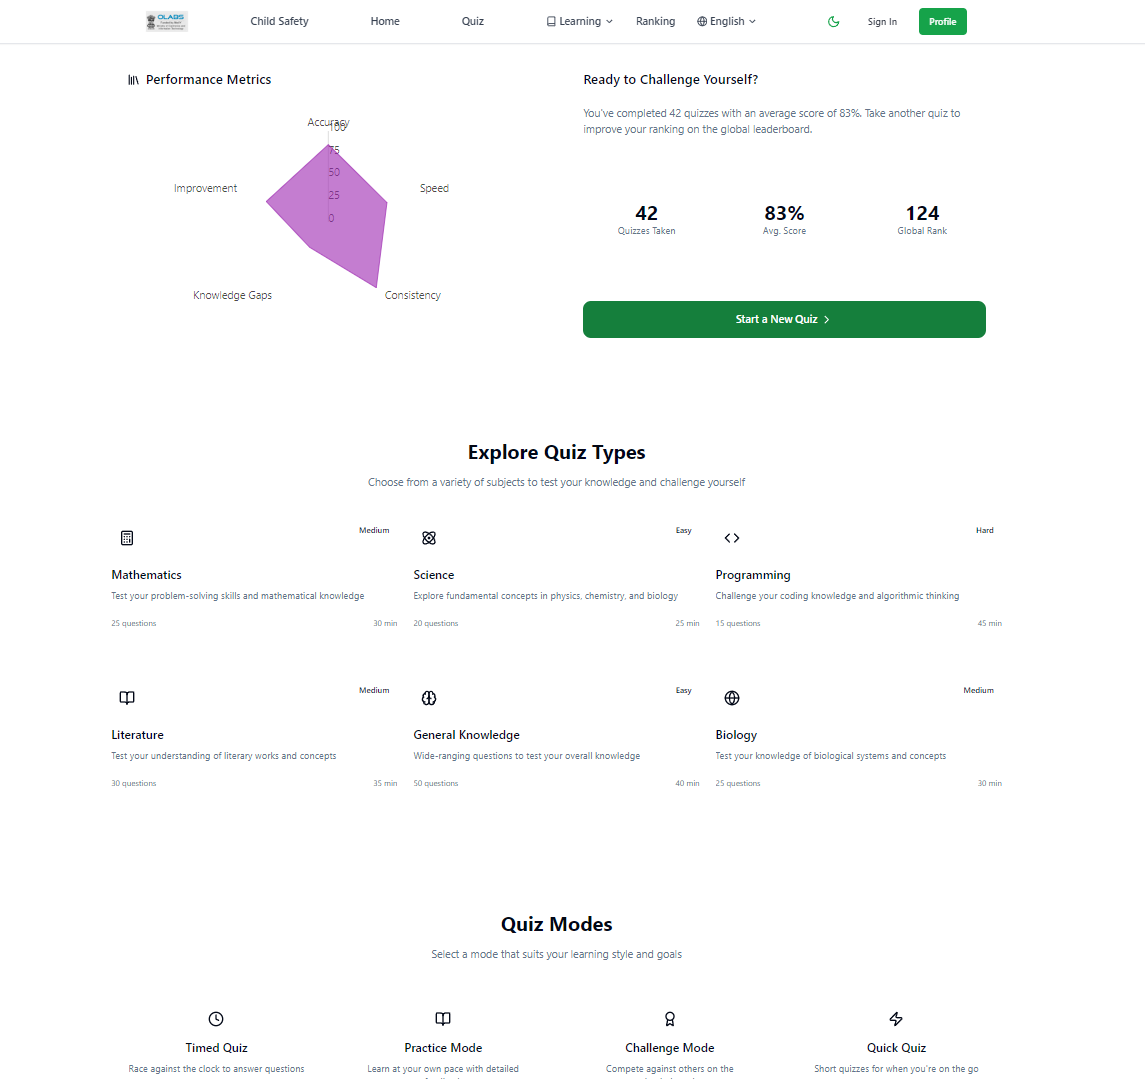 OLABS
Child Safety
Home
Quiz
Learning
Ranking
English
Sign In
Profile
Performance Metrics
Accuracy
100
75
50
25
0
Improvement
Speed
Knowledge Gaps
Consistency
Ready to Challenge Yourself?
You've completed 42 quizzes with an average score of 83%. Take another quiz to
improve your ranking on the global leaderboard.
42
Quizzes Taken
83%
Avg. Score
124
Global Rank
Start a New Quiz
Explore Quiz Types
Choose from a variety of subjects to test your knowledge and challenge yourself
Medium
Mathematics
Test your problem-solving skills and mathematical knowledge
25 questions
30 min
Easy
Science
Explore fundamental concepts in physics, chemistry, and biology
20 questions
25 min
Hard
Programming
Challenge your coding knowledge and algorithmic thinking
15 questions
45 min
Medium
Literature
Test your understanding of literary works and concepts
30 questions
35 min
Easy
General Knowledge
Wide-ranging questions to test your overall knowledge
50 questions
40 min
Medium
Biology
Test your knowledge of biological systems and concepts
25 questions
30 min
Quiz Modes
Select a mode that suits your learning style and goals
Timed Quiz
Race against the clock to answer questions
Practice Mode
Learn at your own pace with detailed
Challenge Mode
Compete against others on the
Quick Quiz
Short quizzes for when you're on the go